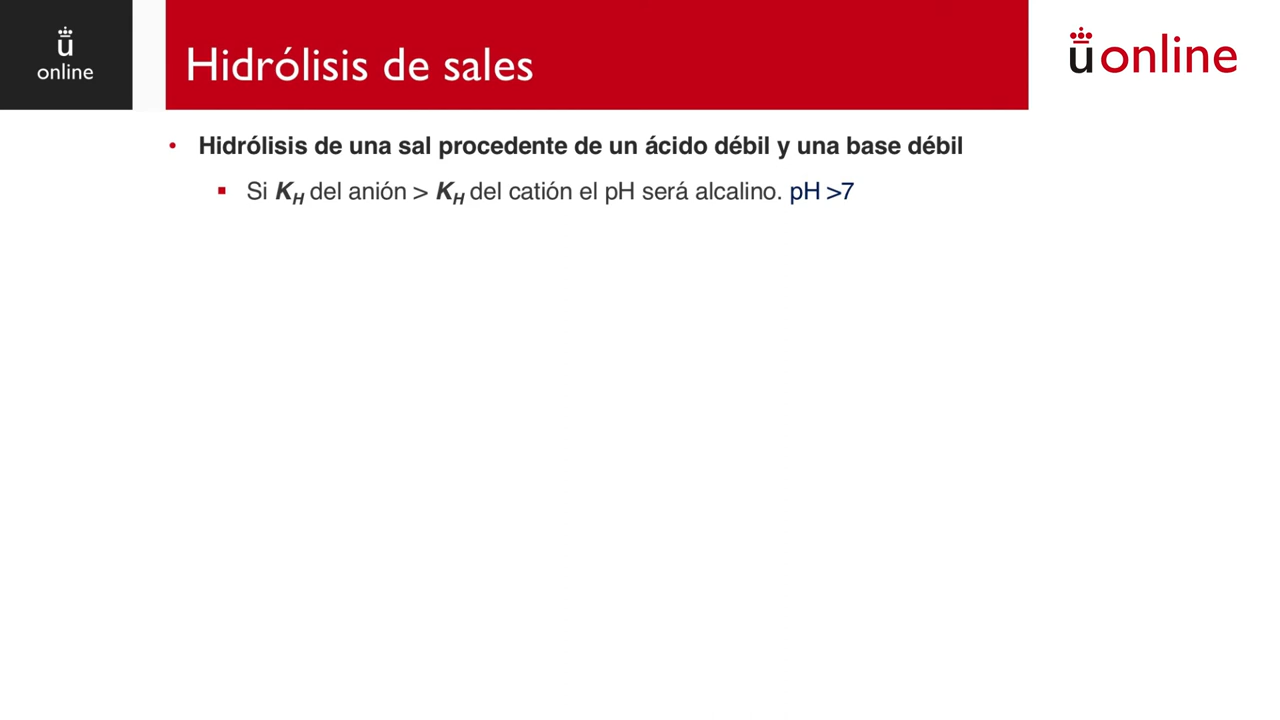 u
online
Hidrólisis de sales
uonline
• Hidrólisis de una sal procedente de un ácido débil y una base débil
▪ Si KH del anión > KH del catión el pH será alcalino. pH >7